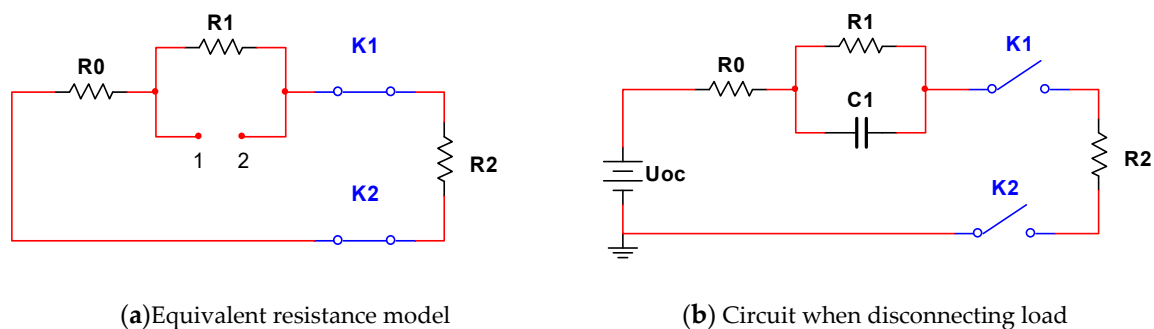 R1
K1
R0
1 2
R2
K2
(a)Equivalent resistance model
R1
K1
R0
C1
R2
Uoc
K2
(b) Circuit when disconnecting load